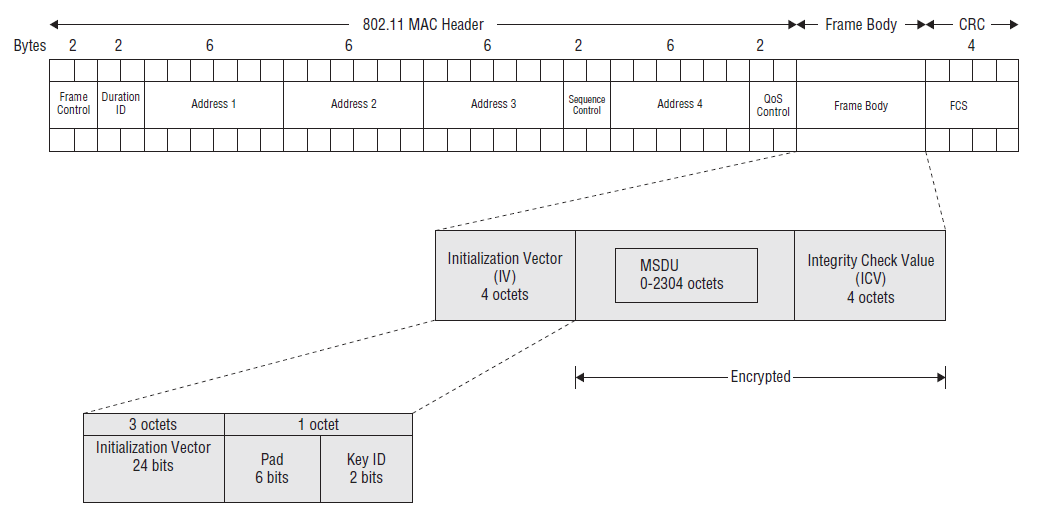 802.11 MAC Header Frame Body CRC
Bytes 2 2 6 6 6 2 6 2 4
Frame
Control
Duration
ID
Address 1
Address 2
Address 3
Sequence
Control
Address 4
QoS
Control
Frame Body
FCS
Initialization Vector
(IV)
4 octets
MSDU
0-2304 octets
Integrity Check Value
(ICV)
4 octets
Encrypted
3 octets
1 octet
Initialization Vector
24 bits
Pad
6 bits
Key ID
2 bits